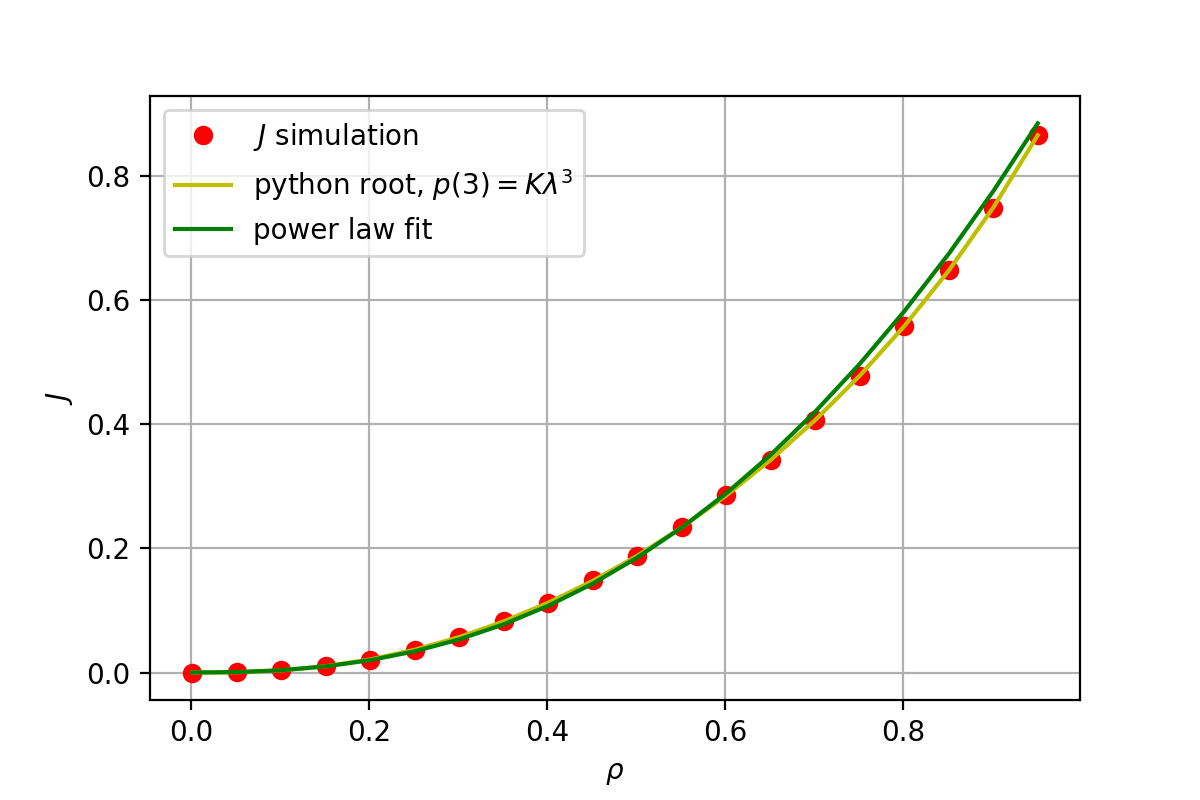 J simulation
python root, p(3) = Kλ³
power law fit
0.8
0.6
0.4
0.2
0.0
J
0.0 0.2 0.4 0.6 0.8
ρ